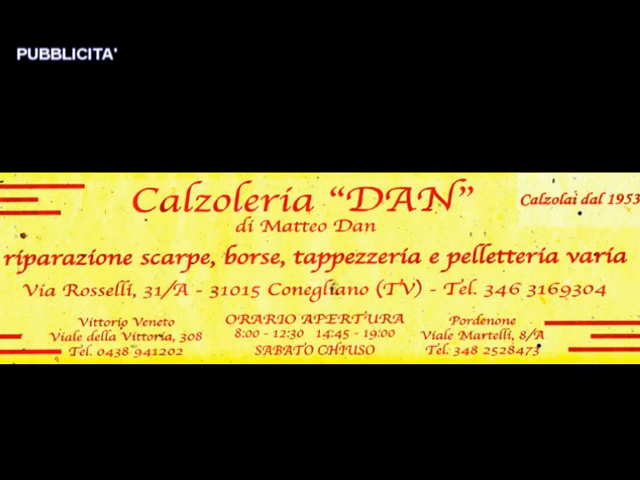 PUBBLICITA'
Calzoleria "DAN"
Calzolai dal 1953
di Matteo Dan
riparazione scarpe, borse, tappezzeria e pelletteria varia
Via Rosselli, 31/A - 31015 Conegliano (TV) - Tel. 346 3169304
Vittorio Veneto
Viale della Vittoria, 308
Tel. 0438 941202
ORARIO APERTURA
8:00 - 12:30 14:45 - 19:00
SABATO CHIUSO
Pordenone
Viale Martelli, 8/A
Tel. 348 2528473